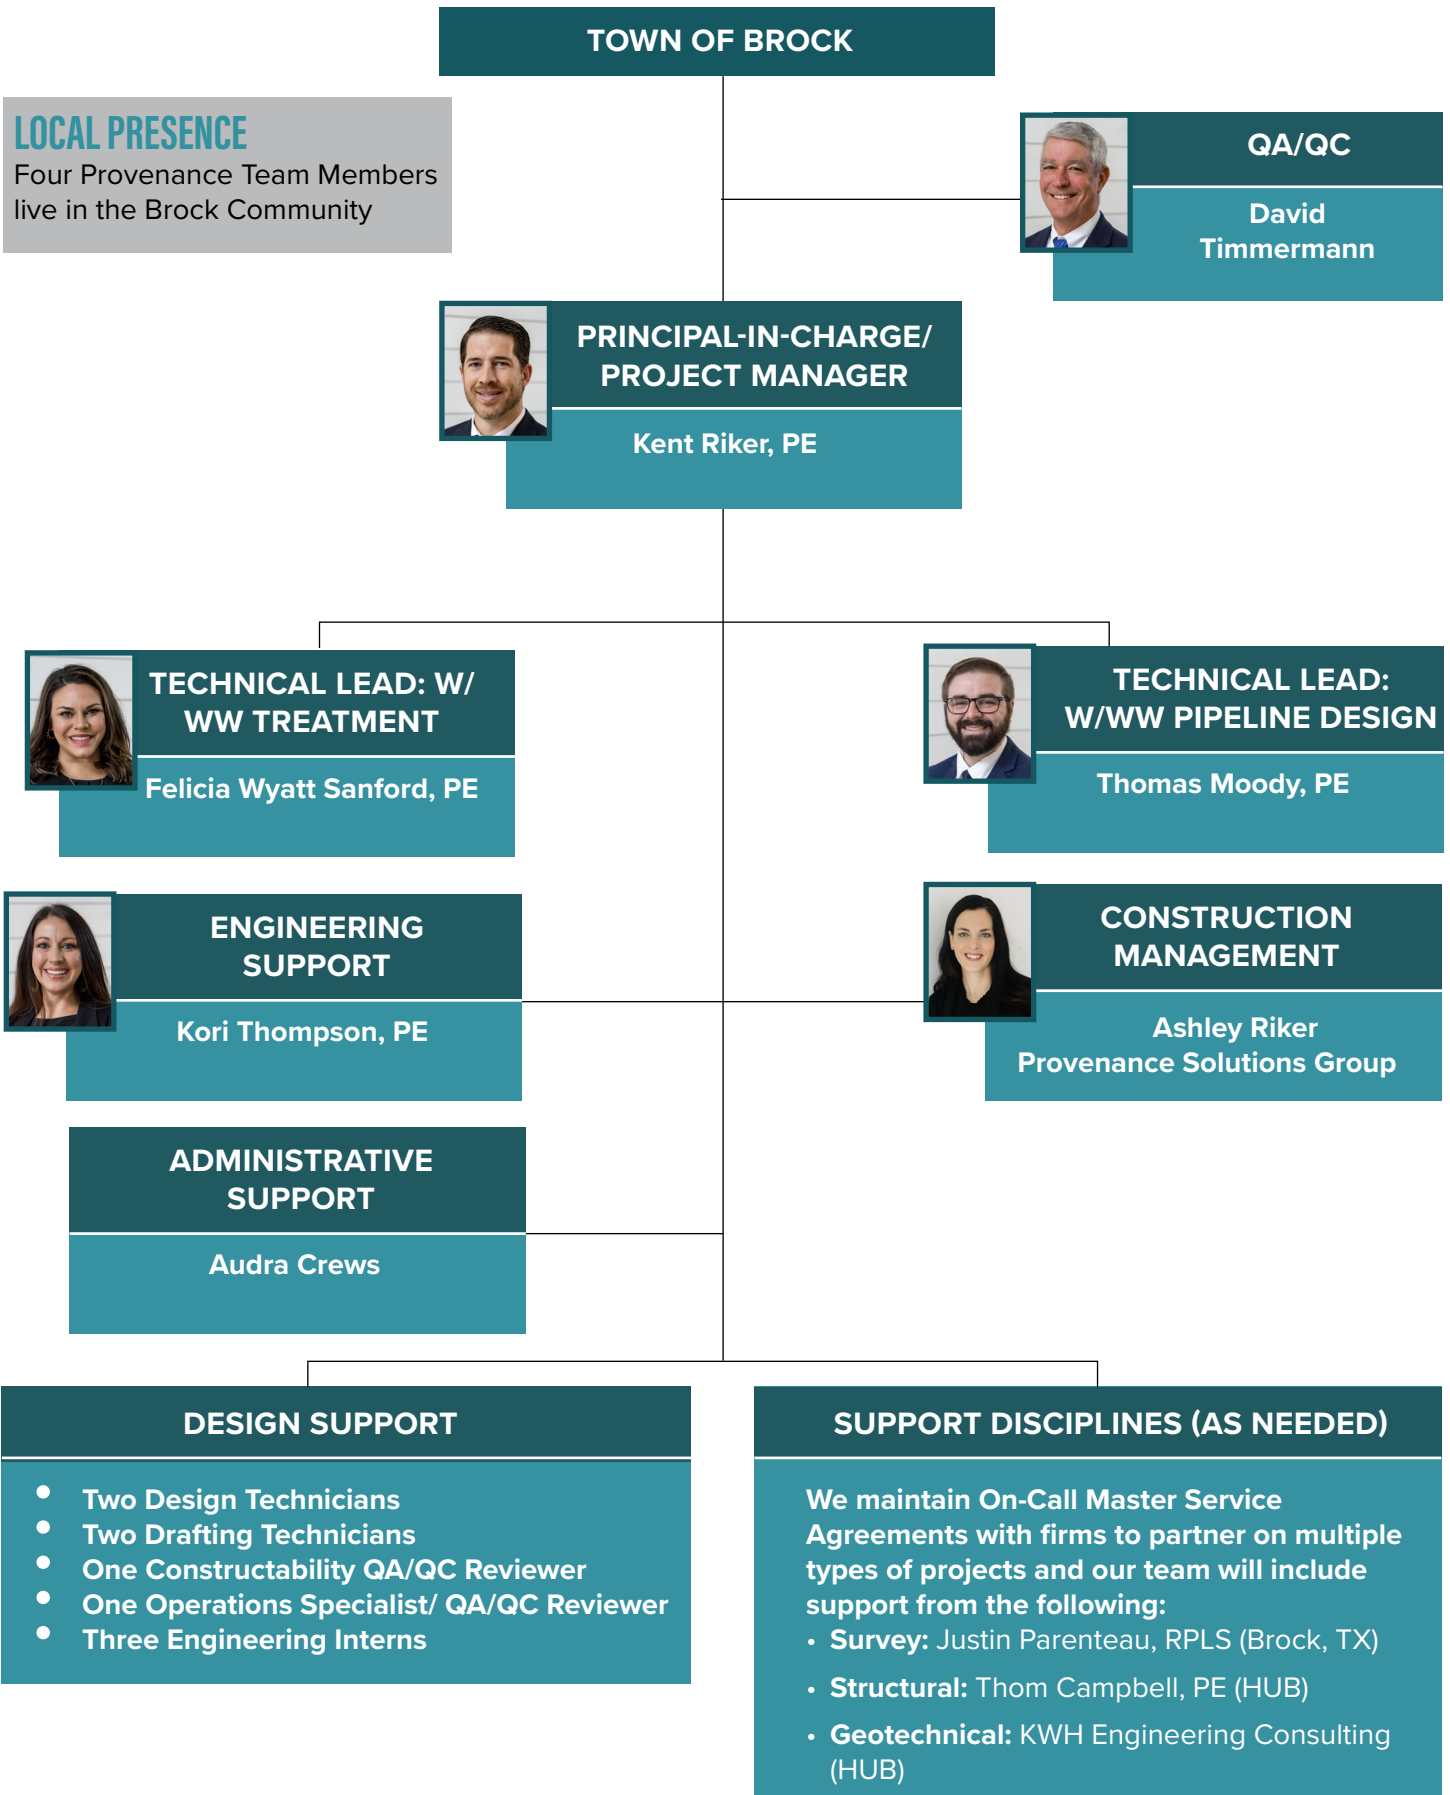 TOWN OF BROCK
LOCAL PRESENCE
Four Provenance Team Members
live in the Brock Community
QA/QC
David
Timmermann
PRINCIPAL-IN-CHARGE/
PROJECT MANAGER
Kent Riker, PE
TECHNICAL LEAD: W/
WW TREATMENT
Felicia Wyatt Sanford, PE
TECHNICAL LEAD:
W/WW PIPELINE DESIGN
Thomas Moody, PE
ENGINEERING
SUPPORT
Kori Thompson, PE
CONSTRUCTION
MANAGEMENT
Ashley Riker
Provenance Solutions Group
ADMINISTRATIVE
SUPPORT
Audra Crews
DESIGN SUPPORT
• Two Design Technicians
• Two Drafting Technicians
• One Constructability QA/QC Reviewer
• One Operations Specialist/ QA/QC Reviewer
• Three Engineering Interns
SUPPORT DISCIPLINES (AS NEEDED)
We maintain On-Call Master Service
Agreements with firms to partner on multiple
types of projects and our team will include
support from the following:
• Survey: Justin Parenteau, RPLS (Brock, TX)
• Structural: Thom Campbell, PE (HUB)
• Geotechnical: KWH Engineering Consulting
(HUB)